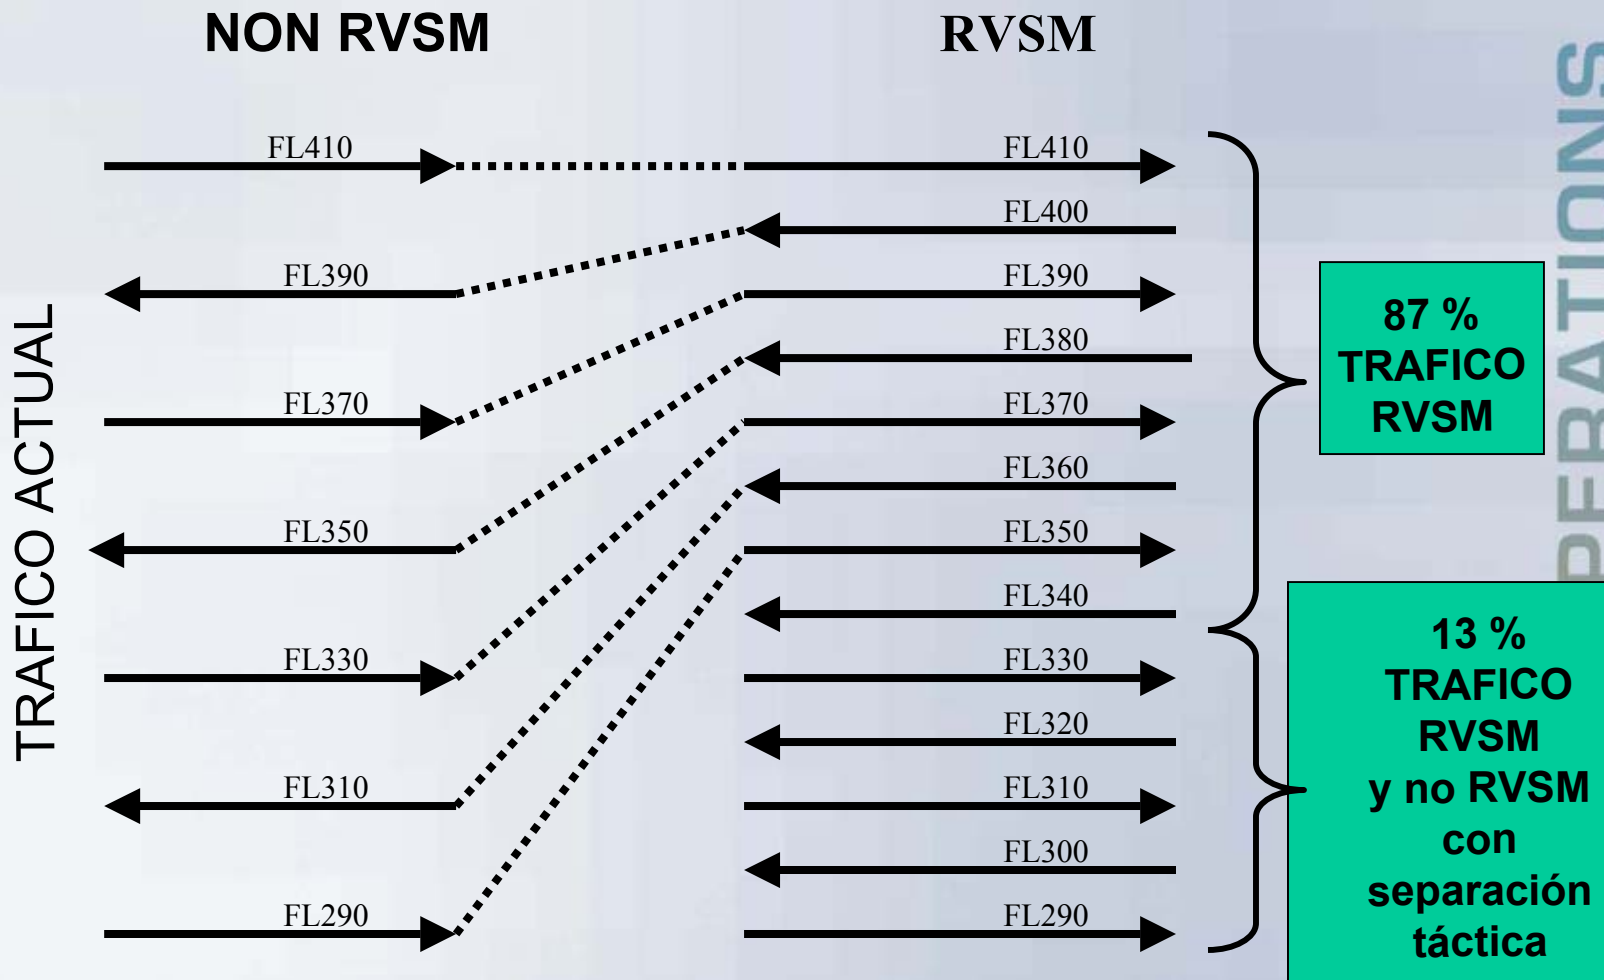 NON RVSM
RVSM
TRAFICO ACTUAL
FL410
FL390
FL370
FL350
FL330
FL310
FL290
FL410
FL400
FL390
FL380
FL370
FL360
FL350
FL340
FL330
FL320
FL310
FL300
FL290
87 %
TRAFICO
RVSM
13 %
TRAFICO
RVSM
y no RVSM
con
separación
táctica
PERATIONS